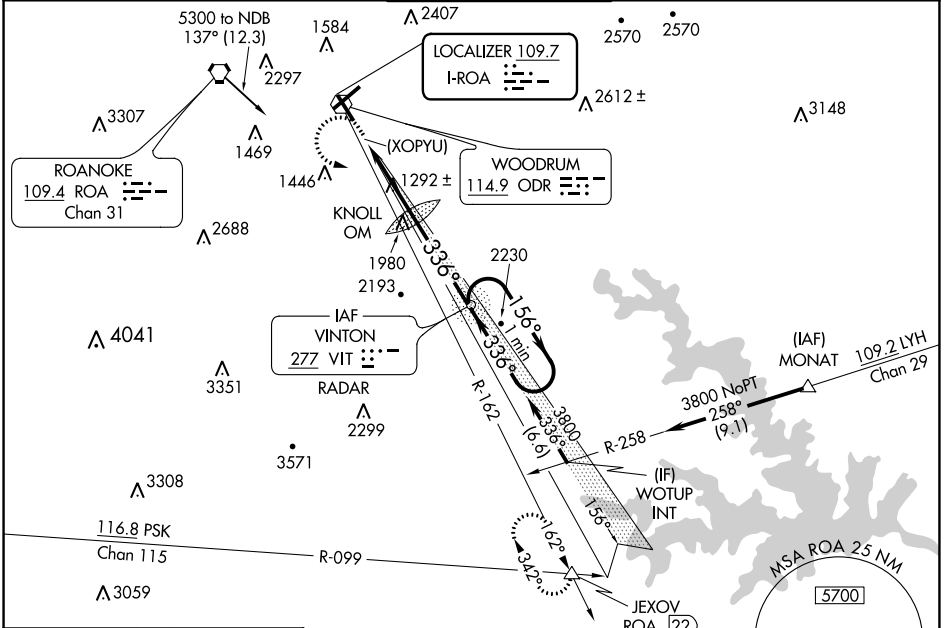 5300 to NDB
137° (12.3)
1584
2407
2570
2570
2297
LOCALIZER 109.7
I-ROA
2612 ±
3148
3307
1469
(XOPYU)
ROANOKE
109.4 ROA
Chan 31
WOODRUM
114.9 ODR
1446
1292 ±
KNOLL
OM
2688
1980
336°
2230
2193
IAF
VINTON
277 VIT
RADAR
156°
1 min
336°
4041
(IAF)
MONAT
109.2 LYH
Chan 29
3351
R-162
3800 NoPT
258°
(9.1)
2299
3800
336°
(6.6)
R-258
3571
(IF)
WOTUP
INT
3308
156°
116.8 PSK
Chan 115
R-099
162°
342°
MSA ROA 25 NM
5700
3059
JEXOV
ROA 22